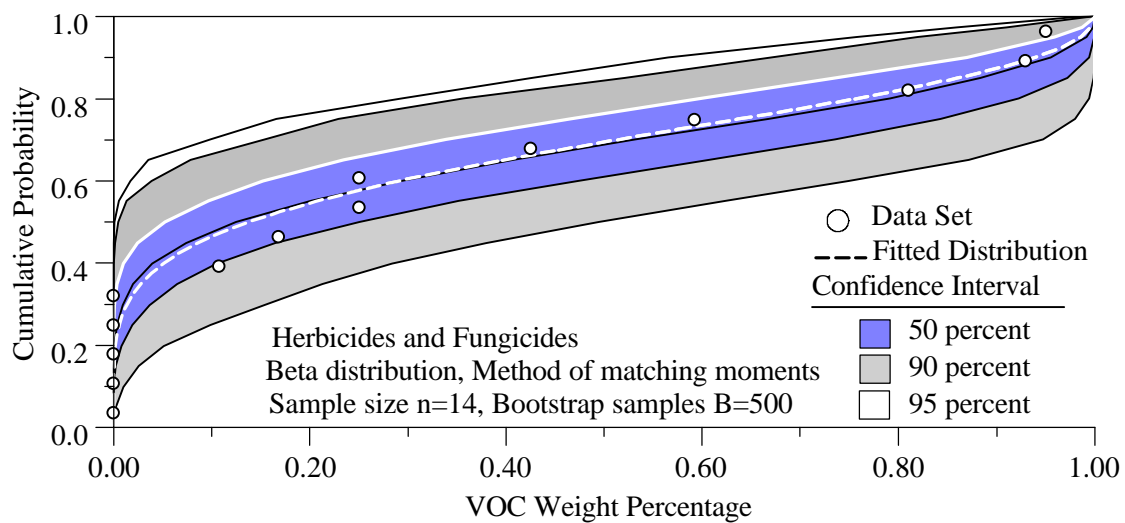 Cumulative Probability
1.0
0.8
0.6
0.4
0.2
0.0
Data Set
Fitted Distribution
Confidence Interval
50 percent
90 percent
95 percent
Herbicides and Fungicides
Beta distribution, Method of matching moments
Sample size n=14, Bootstrap samples B=500
0.00 0.20 0.40 0.60 0.80 1.00
VOC Weight Percentage